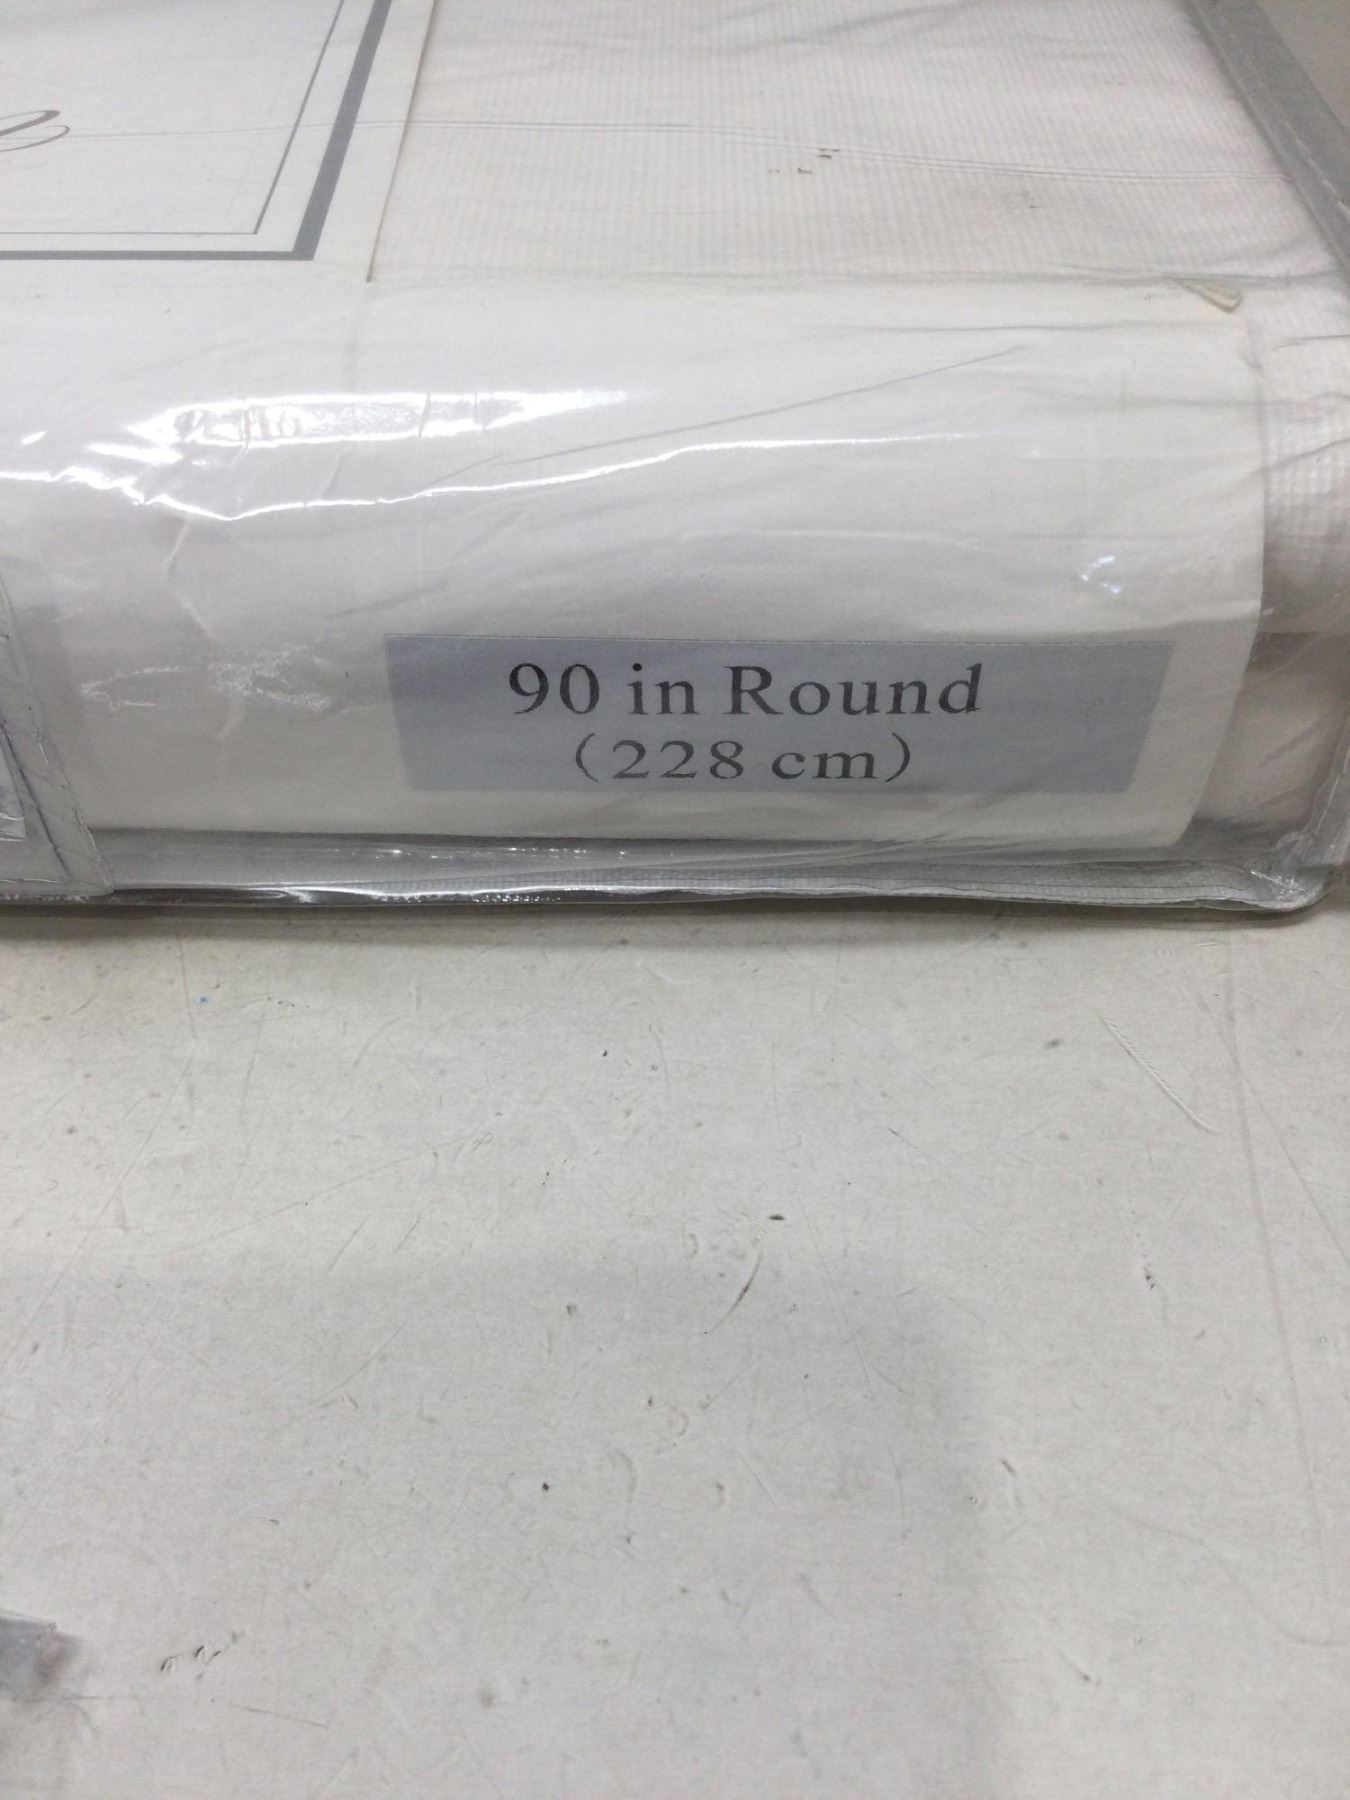 90 in Round
(228 cm)